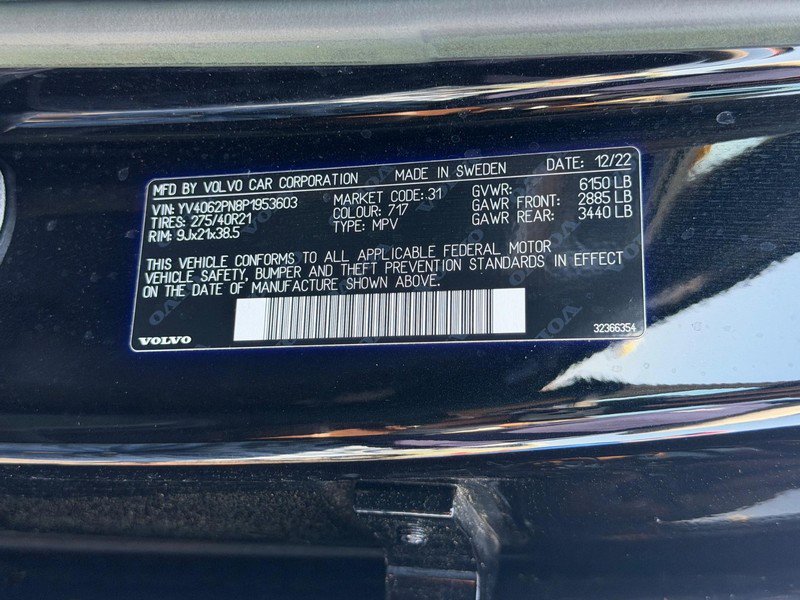 MFD BY VOLVO CAR CORPORATION MADE IN SWEDEN DATE: 12/22
VIN: YV4062PN8P1953603 MARKET CODE: 31 GVWR: 6150 LB
TIRES: 275/40R21 COLOUR: 717 GAWR FRONT: 2885 LB
RIM: 9Jx21x38.5 TYPE: MPV GAWR REAR: 3440 LB
THIS VEHICLE CONFORMS TO ALL APPLICABLE FEDERAL MOTOR
VEHICLE SAFETY, BUMPER AND THEFT PREVENTION STANDARDS IN EFFECT
ON THE DATE OF MANUFACTURE SHOWN ABOVE.
VOLVO 32366354